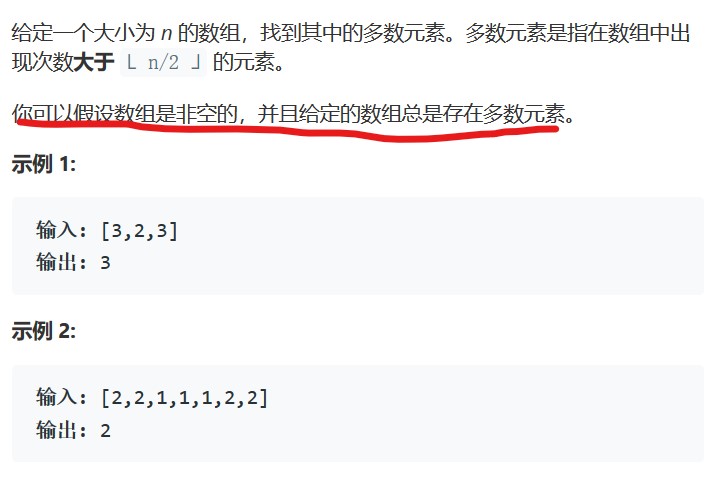 给定一个大小为 n 的数组，找到其中的多数元素。多数元素是指在数组中出
现次数大于 ⌊ n/2 ⌋ 的元素。
你可以假设数组是非空的，并且给定的数组总是存在多数元素。
示例 1:
输入: [3,2,3]
输出: 3
示例 2:
输入: [2,2,1,1,1,2,2]
输出: 2